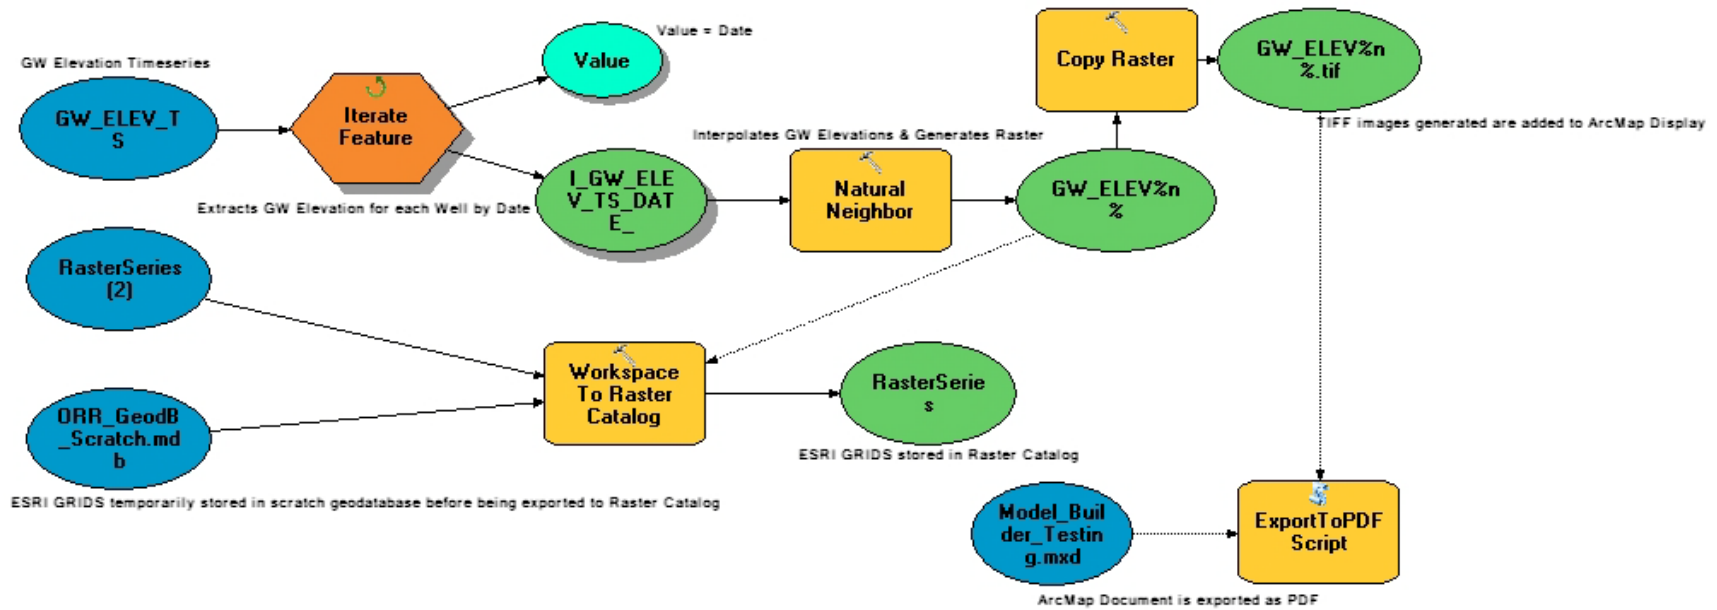 GW Elevation Timeseries
GW_ELEV_T
S
Iterate
Feature
Value
Value = Date
Extracts GW Elevation for each Well by Date
I_GW_ELE
V_TS_DAT
E_
Interpolates GW Elevations & Generates Raster
Natural
Neighbor
GW_ELEV%n
%
Copy Raster
GW_ELEV%n
%.tif
TIFF images generated are added to ArcMap Display
RasterSeries
(2)
ORR_GeodB
_Scratch.md
b
ESRI GRIDS temporarily stored in scratch geodatabase before being exported to Raster Catalog
Workspace
To Raster
Catalog
RasterSerie
s
ESRI GRIDS stored in Raster Catalog
Model_Buil
der_Testin
g.mxd
ExportToPDF
Script
ArcMap Document is exported as PDF